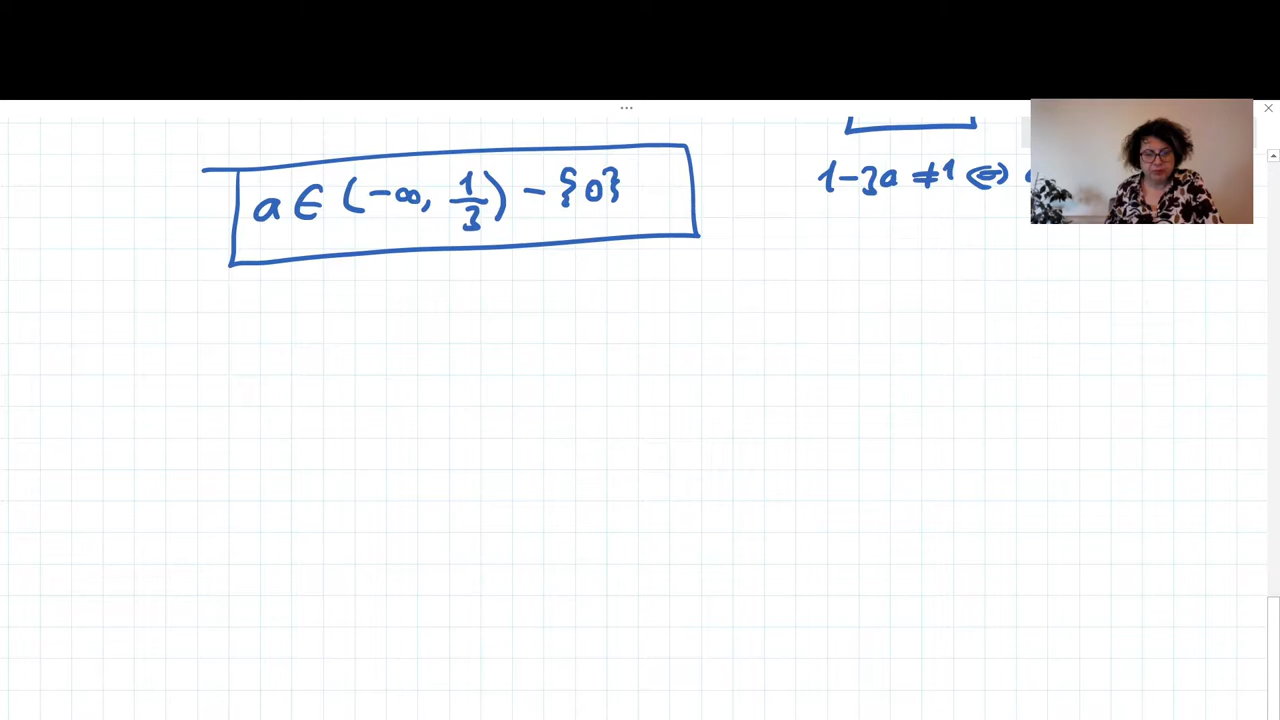 a ∈ (-∞, 1/3) - {0}
1-3a ≠ 1 ⇔